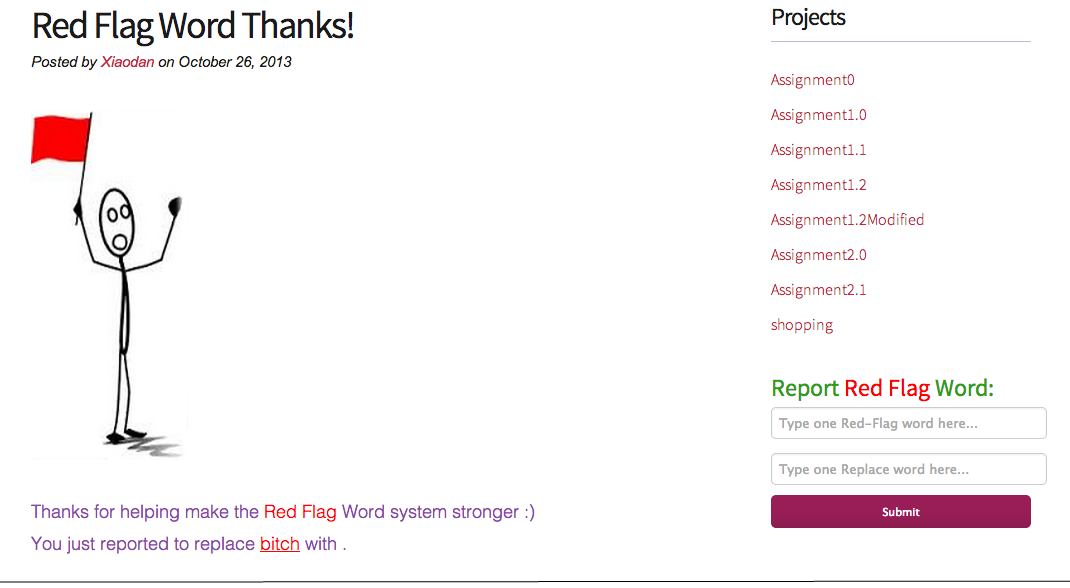 Red Flag Word Thanks!
Posted by Xiaodan on October 26, 2013
Thanks for helping make the Red Flag Word system stronger :)
You just reported to replace bitch with .
Projects
Assignment0
Assignment1.0
Assignment1.1
Assignment1.2
Assignment1.2Modified
Assignment2.0
Assignment2.1
shopping
Report Red Flag Word:
Type one Red-Flag word here...
Type one Replace word here...
Submit